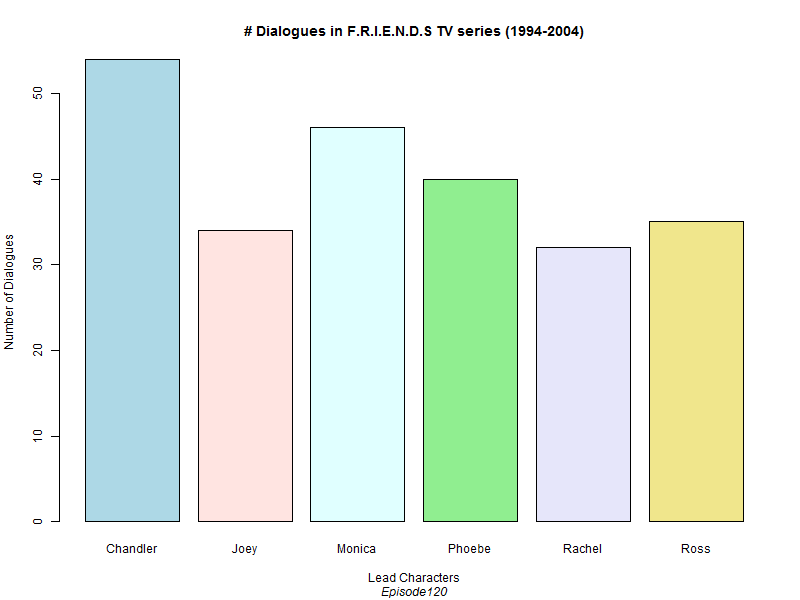 # Dialogues in F.R.I.E.N.D.S TV series (1994-2004)
Number of Dialogues
50
40
30
20
10
0
Chandler Joey Monica Phoebe Rachel Ross
Lead Characters
Episode120